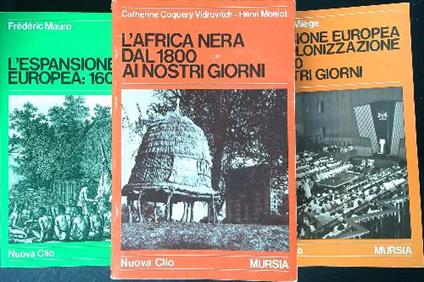 Frédéric Mauro
L'ESPANSIONE
EUROPEA: 160
Nuova Clio
Catherine Coquery Vidrovitch - Henri Moniot
L'AFRICA NERA
DAL 1800
AI NOSTRI GIORNI
Nuova Clio
MURSIA
Miege
SIONE EUROPEA
OLONIZZAZIONE
TRI GIORNI
MURSIA